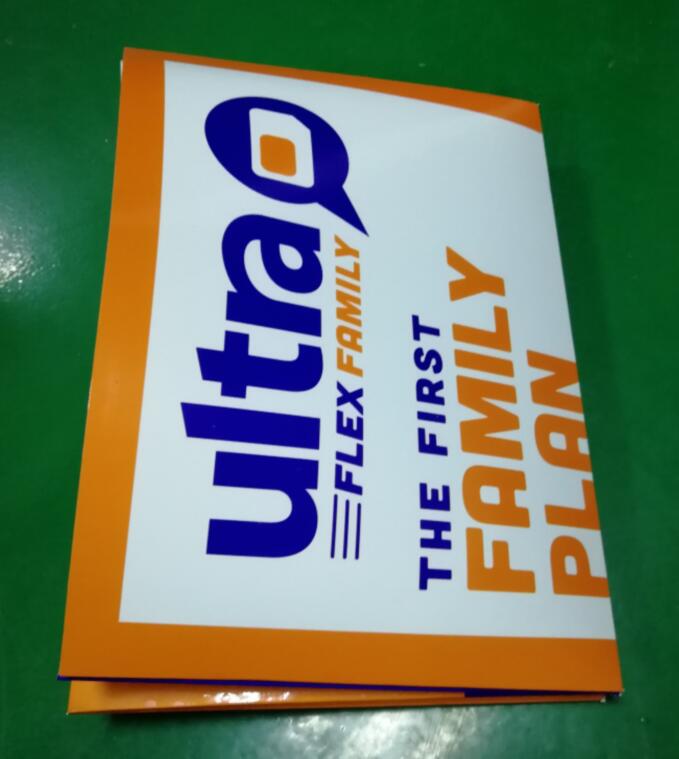 ultra
FLEX FAMILY
THE FIRST
FAMILY
PLAN